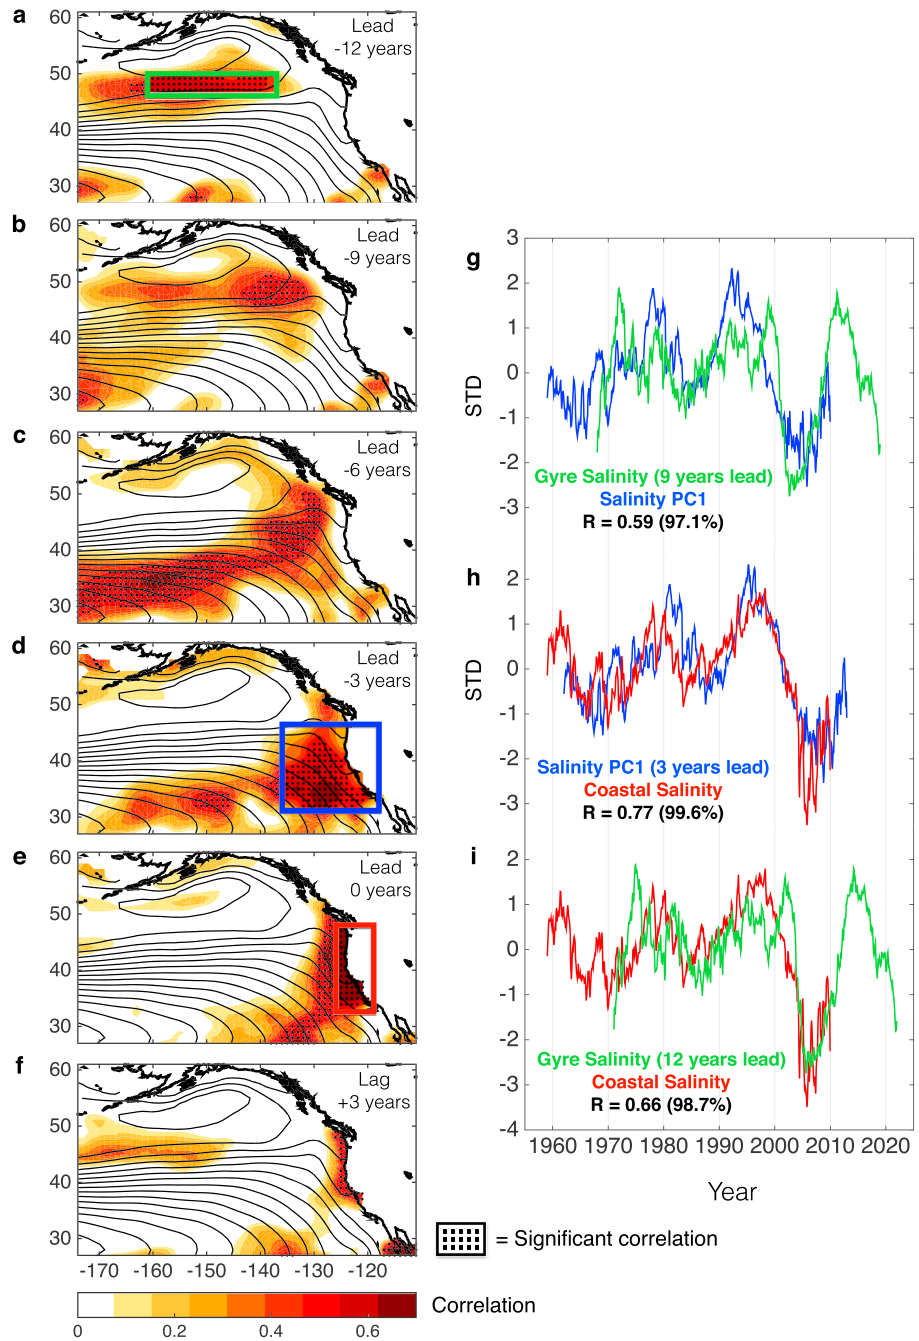 a
Lead
-12 years
60
50
40
30
b
Lead
-9 years
60
50
40
30
c
Lead
-6 years
60
50
40
30
d
Lead
-3 years
60
50
40
30
e
Lead
0 years
60
50
40
30
f
Lag
+3 years
60
50
40
30
-170 -160 -150 -140 -130 -120
0 0.2 0.4 0.6
Correlation
g
3
2
1
0
-1
-2
-3
STD
Gyre Salinity (9 years lead)
Salinity PC1
R = 0.59 (97.1%)
h
2
1
0
-1
-2
-3
STD
Salinity PC1 (3 years lead)
Coastal Salinity
R = 0.77 (99.6%)
i
2
1
0
-1
-2
-3
-4
Gyre Salinity (12 years lead)
Coastal Salinity
R = 0.66 (98.7%)
1960 1970 1980 1990 2000 2010 2020
Year
= Significant correlation